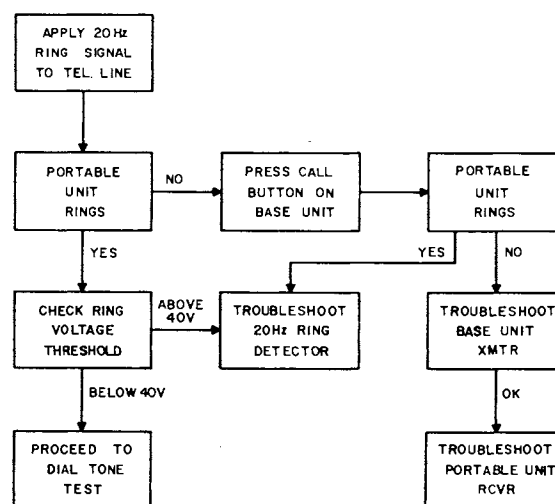 APPLY 20Hz
RING SIGNAL
TO TEL. LINE
PORTABLE
UNIT
RINGS
NO
PRESS CALL
BUTTON ON
BASE UNIT
PORTABLE
UNIT
RINGS
YES
YES
NO
CHECK RING
VOLTAGE
THRESHOLD
ABOVE
40V
TROUBLESHOOT
20Hz RING
DETECTOR
TROUBLESHOOT
BASE UNIT
XMTR
BELOW 40V
OK
PROCEED TO
DIAL TONE
TEST
TROUBLESHOOT
PORTABLE UNIT
RCVR